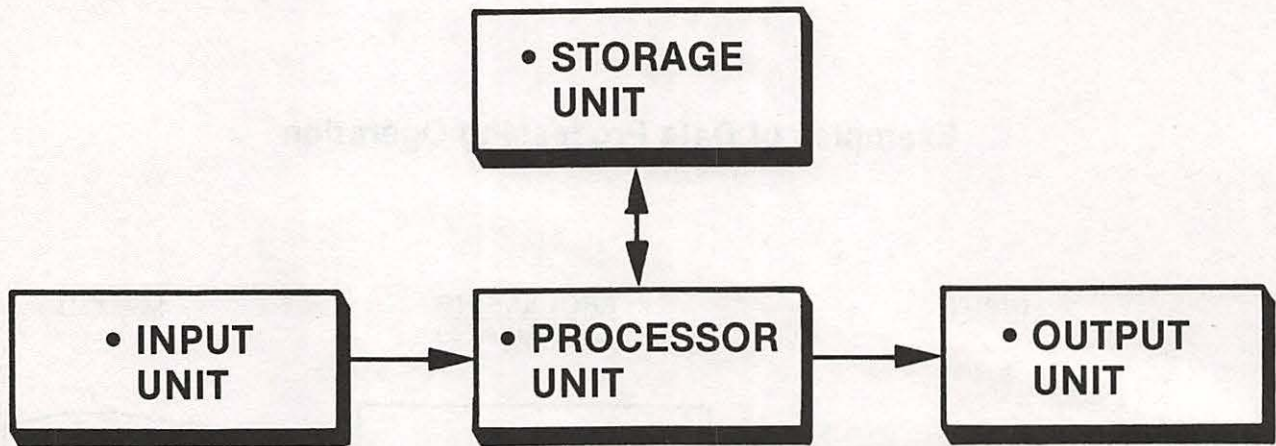 • STORAGE
UNIT
• INPUT
UNIT
• PROCESSOR
UNIT
• OUTPUT
UNIT